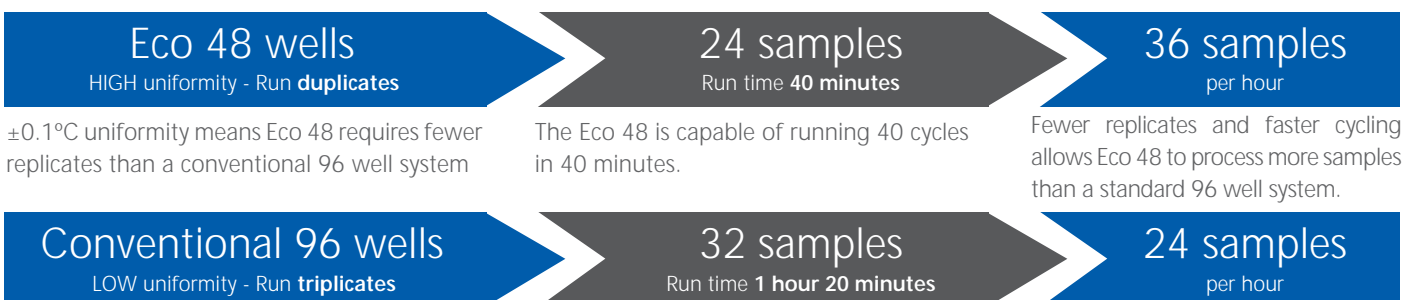 Eco 48 wells
HIGH uniformity - Run duplicates
24 samples
Run time 40 minutes
36 samples
per hour
±0.1ºC uniformity means Eco 48 requires fewer
replicates than a conventional 96 well system
The Eco 48 is capable of running 40 cycles
in 40 minutes.
Fewer replicates and faster cycling
allows Eco 48 to process more samples
than a standard 96 well system.
Conventional 96 wells
LOW uniformity - Run triplicates
32 samples
Run time 1 hour 20 minutes
24 samples
per hour